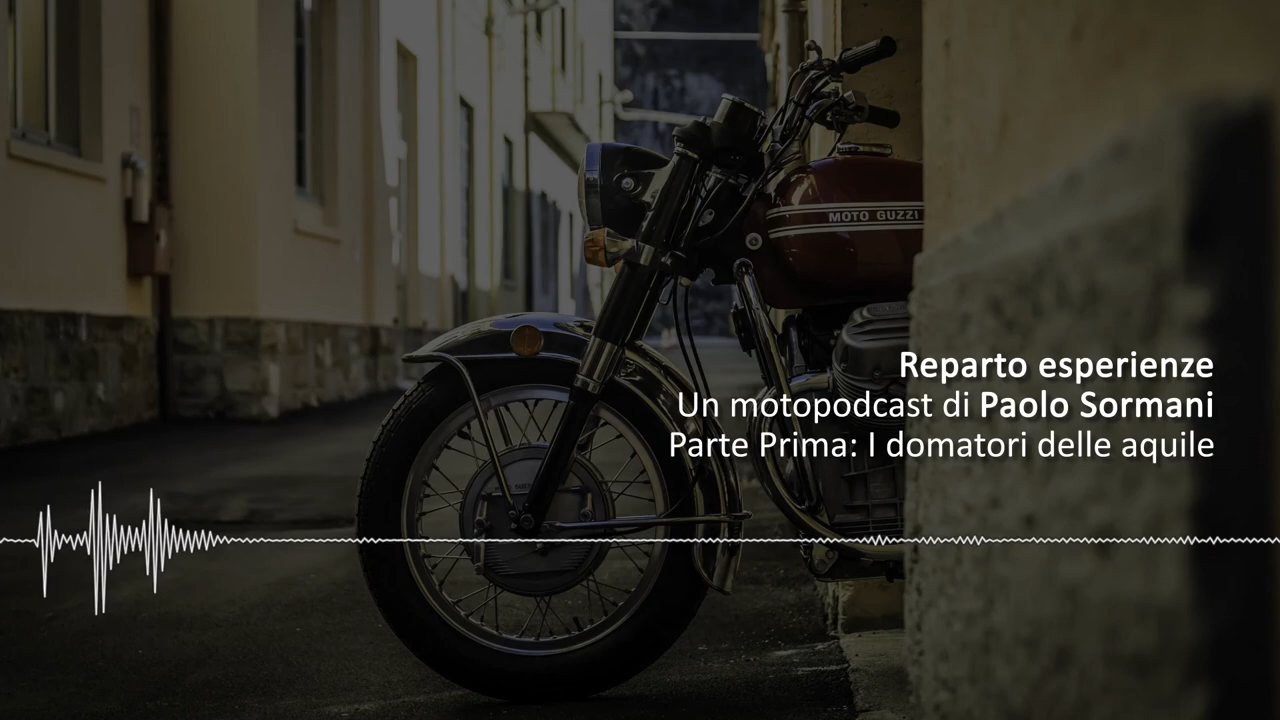 MOTO GUZZI
Reparto esperienze
Un motopodcast di Paolo Sormani
Parte Prima: I domatori delle aquile